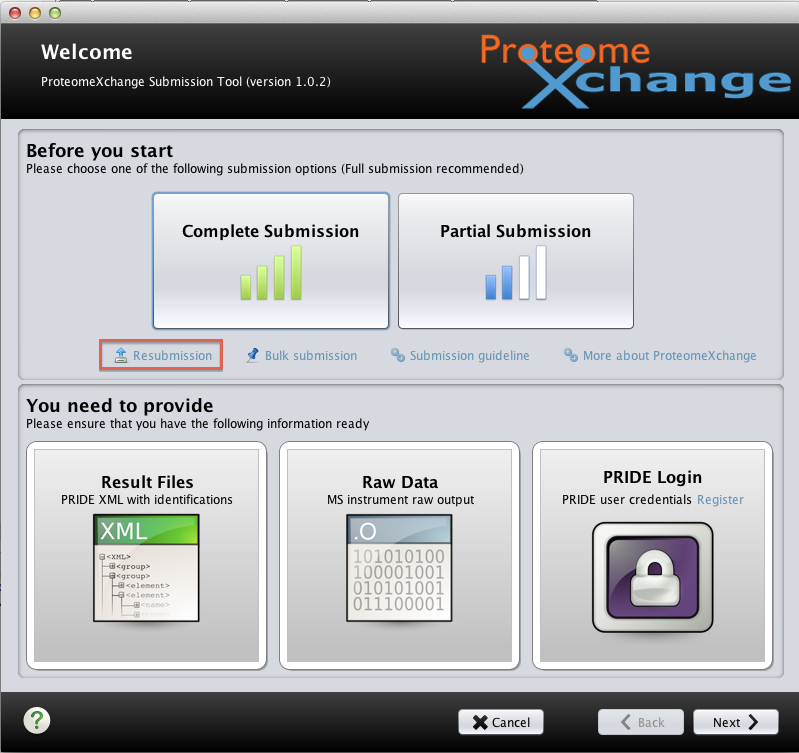 Welcome
ProteomeXchange Submission Tool (version 1.0.2)
Proteome
Xchange
Before you start
Please choose one of the following submission options (Full submission recommended)
Complete Submission
Partial Submission
Resubmission
Bulk submission
Submission guideline
More about ProteomeXchange
You need to provide
Please ensure that you have the following information ready
Result Files
PRIDE XML with identifications
XML
<XML>
<group>
<group>
<element>
<element>
<name>
<group>
Raw Data
MS instrument raw output
.O
101010100
100001001
010101001
011100001
PRIDE Login
PRIDE user credentials Register
?
Cancel
Back
Next